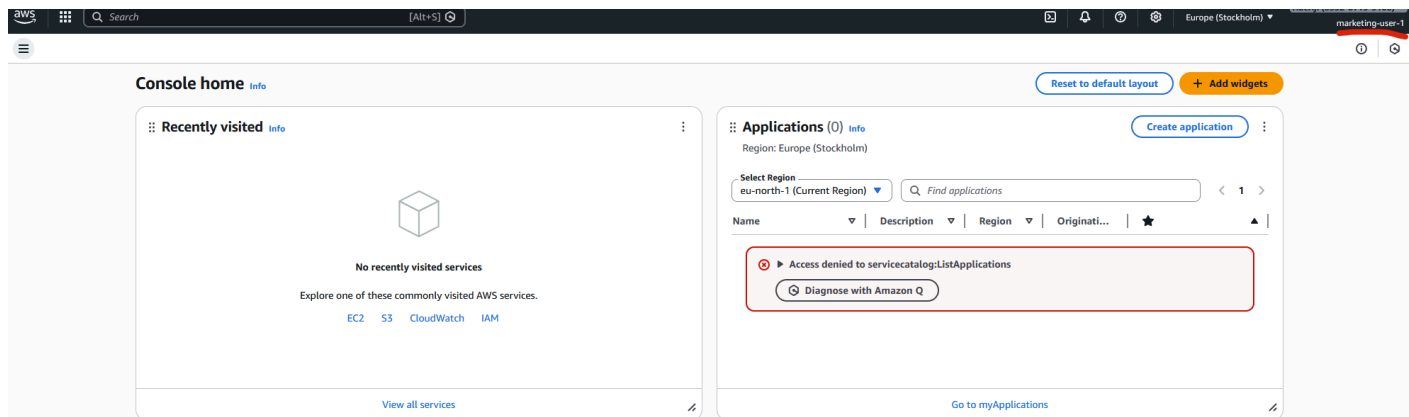 aws
Search
[Alt+S]
Europe (Stockholm)
marketing-user-1
Console home Info
Reset to default layout
+ Add widgets
Recently visited Info
No recently visited services
Explore one of these commonly visited AWS services.
EC2 S3 CloudWatch IAM
View all services
Applications (0) Info
Create application
Region: Europe (Stockholm)
Select Region
eu-north-1 (Current Region)
Find applications
1
Name Description Region Originati...
Access denied to servicecatalog:ListApplications
Diagnose with Amazon Q
Go to myApplications